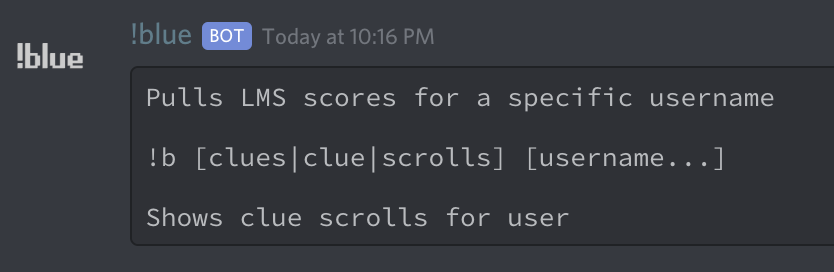 !blue
!blue BOT Today at 10:16 PM
Pulls LMS scores for a specific username
!b [clues|clue|scrolls] [username...]
Shows clue scrolls for user